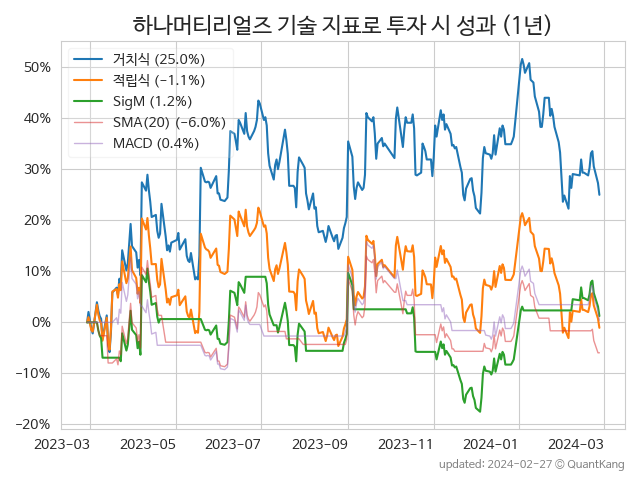 하나머티리얼즈 기술 지표로 투자 시 성과 (1년)
거치식 (25.0%)
적립식 (-1.1%)
SigM (1.2%)
SMA(20) (-6.0%)
MACD (0.4%)
50%
40%
30%
20%
10%
0%
-10%
-20%
2023-03 2023-05 2023-07 2023-09 2023-11 2024-01 2024-03
updated: 2024-02-27 © QuantKang